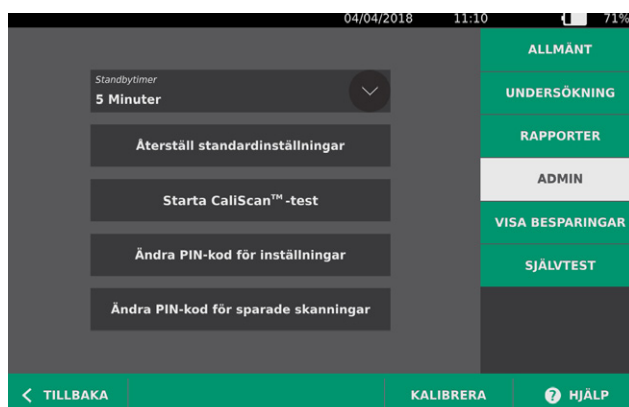 04/04/2018 11:10 71%
Standbytimer
5 Minuter
Återställ standardinställningar
Starta CaliScan™-test
Ändra PIN-kod för inställningar
Ändra PIN-kod för sparade skanningar
ALLMÄNT
UNDERSÖKNING
RAPPORTER
ADMIN
VISA BESPARINGAR
SJÄLVTEST
TILLBAKA
KALIBRERA
? HJÄLP